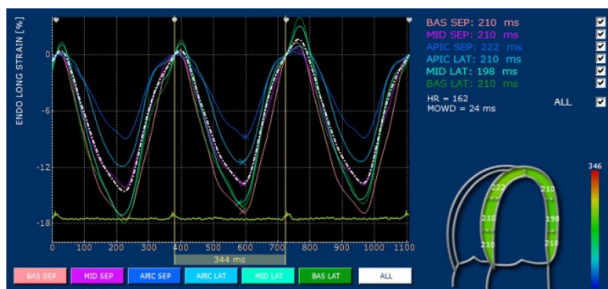 ENDO LONG STRAIN [%]
0
-6
-12
-18
0 100 200 300 400 500 600 700 800 900 1000 1100
344 ms
BAS SEP MID SEP APIC SEP APIC LAT MID LAT BAS LAT ALL
BAS SEP: 210 ms
MID SEP: 210 ms
APIC SEP: 222 ms
APIC LAT: 210 ms
MID LAT: 198 ms
BAS LAT: 210 ms
HR = 162
MOWD = 24 ms
ALL
346
222 210
210 198
210 210
0